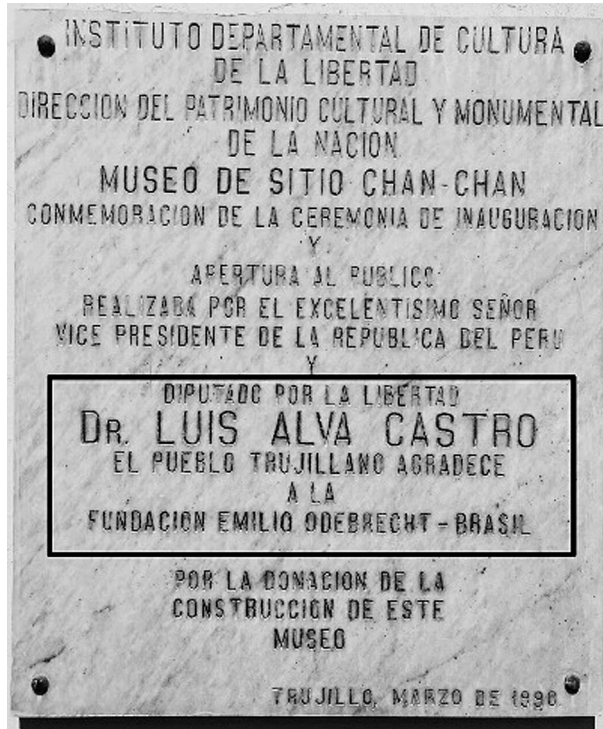 INSTITUTO DEPARTAMENTAL DE CULTURA
DE LA LIBERTAD
DIRECCION DEL PATRIMONIO CULTURAL Y MONUMENTAL
DE LA NACION
MUSEO DE SITIO CHAN-CHAN
CONMEMORACION DE LA CEREMONIA DE INAUGURACION
Y
APERTURA AL PUBLICO
REALIZADA POR EL EXCELENTISIMO SEÑOR
VICE PRESIDENTE DE LA REPUBLICA DEL PERU
Y
DIPUTADO POR LA LIBERTAD
DR. LUIS ALVA CASTRO
EL PUEBLO TRUJILLANO AGRADECE
A LA
FUNDACION EMILIO ODEBRECHT - BRASIL
POR LA DONACION DE LA
CONSTRUCCION DE ESTE
MUSEO
TRUJILLO, MARZO DE